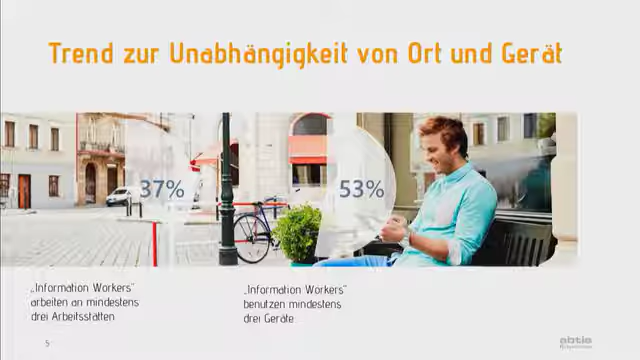 Trend zur Unabhängigkeit von Ort und Gerät
37%
53%
„Information Workers“
arbeiten an mindestens
drei Arbeitsstätten
„Information Workers“
benutzen mindestens
drei Geräte
5
abtis